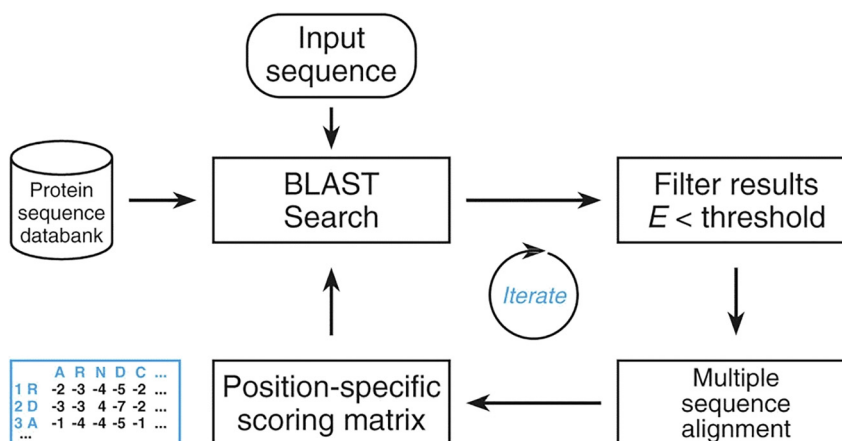 Input
sequence
Protein
sequence
databank
BLAST
Search
Filter results
E < threshold
Iterate
A R N D C ...
1 R -2 -3 -4 -5 -2 ...
2 D -3 -3 4 -7 -2 ...
3 A -1 -4 -4 -5 -1 ...
...
Position-specific
scoring matrix
Multiple
sequence
alignment